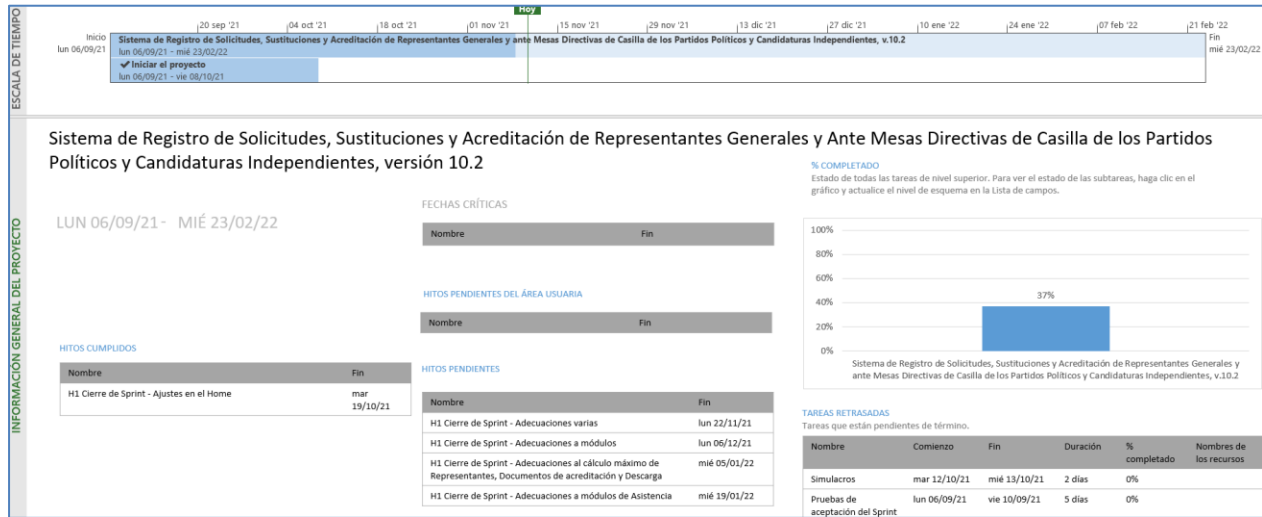 Hoy
20 sep '21 04 oct '21 18 oct '21 01 nov '21 15 nov '21 29 nov '21 13 dic '21 27 dic '21 10 ene '22 24 ene '22 07 feb '22 21 feb '22
ESCALA DE TIEMPO
Inicio
lun 06/09/21
Sistema de Registro de Solicitudes, Sustituciones y Acreditación de Representantes Generales y ante Mesas Directivas de Casilla de los Partidos Políticos y Candidaturas Independientes, v.10.2
lun 06/09/21 - mié 23/02/22
Fin
mié 23/02/22
✔ Iniciar el proyecto
lun 06/09/21 - vie 08/10/21
INFORMACIÓN GENERAL DEL PROYECTO
Sistema de Registro de Solicitudes, Sustituciones y Acreditación de Representantes Generales y Ante Mesas Directivas de Casilla de los Partidos
Políticos y Candidaturas Independientes, versión 10.2
LUN 06/09/21 - MIÉ 23/02/22
HITOS CUMPLIDOS
Nombre Fin
H1 Cierre de Sprint - Ajustes en el Home mar
19/10/21
FECHAS CRÍTICAS
Nombre Fin
HITOS PENDIENTES DEL ÁREA USUARIA
Nombre Fin
HITOS PENDIENTES
Nombre Fin
H1 Cierre de Sprint - Adecuaciones varias lun 22/11/21
H1 Cierre de Sprint - Adecuaciones a módulos lun 06/12/21
H1 Cierre de Sprint - Adecuaciones al cálculo máximo de mié 05/01/22
Representantes, Documentos de acreditación y Descarga
H1 Cierre de Sprint - Adecuaciones a módulos de Asistencia mié 19/01/22
% COMPLETADO
Estado de todas las tareas de nivel superior. Para ver el estado de las subtareas, haga clic en el
gráfico y actualice el nivel de esquema en la Lista de campos.
100%
80%
60%
40%
20%
0%
37%
Sistema de Registro de Solicitudes, Sustituciones y Acreditación de Representantes Generales y
ante Mesas Directivas de Casilla de los Partidos Políticos y Candidaturas Independientes, v.10.2
TAREAS RETRASADAS
Tareas que están pendientes de término.
Nombre Comienzo Fin Duración % completado Nombres de los recursos
Simulacros mar 12/10/21 mié 13/10/21 2 días 0%
Pruebas de lun 06/09/21 vie 10/09/21 5 días 0%
aceptación del Sprint